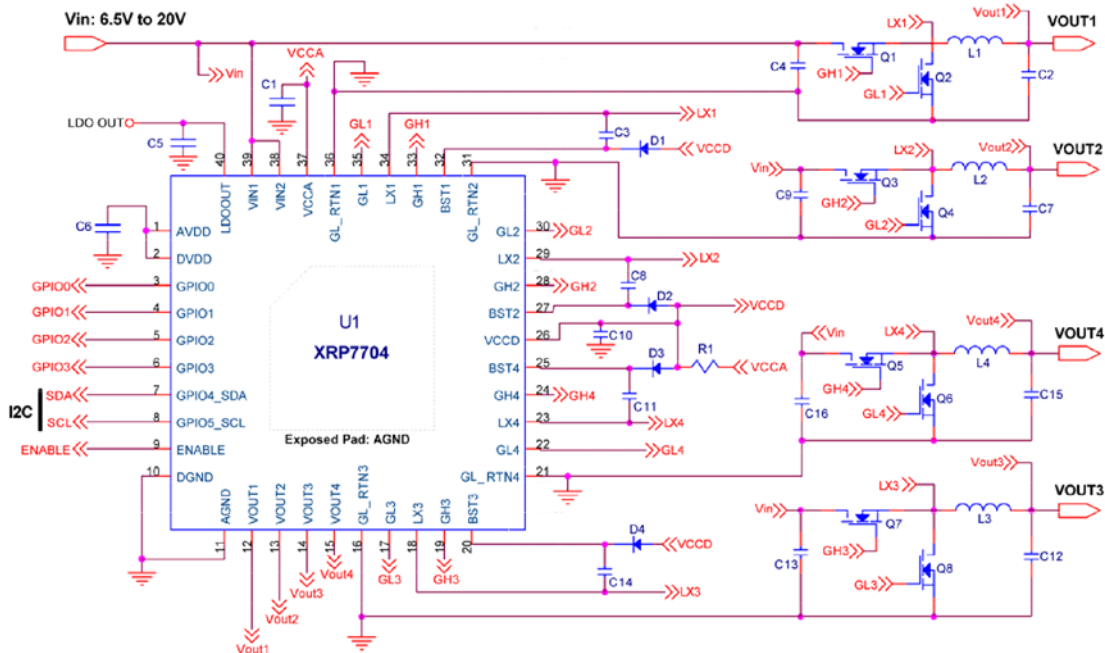 Vin: 6.5V to 20V
Vin
VCCA
C1
LDO OUT
C5
GL1
GH1
LX1
C3
D1
VCCD
C4
Q1
GH1
LX1
Q2
GL1
L1
Vout1
VOUT1
C2
40
39
38
37
36
35
34
33
32
31
LDOOUT
VIN1
VIN2
VCCA
GL_RTN1
GL1
LX1
GH1
BST1
GL_RTN2
Vin
C9
Q3
GH2
LX2
Q4
GL2
L2
Vout2
VOUT2
C7
C6
1 AVDD
2 DVDD
GPIO0 3 GPIO0
GPIO1 4 GPIO1
GPIO2 5 GPIO2
GPIO3 6 GPIO3
I2C
SDA 7 GPIO4_SDA
SCL 8 GPIO5_SCL
ENABLE 9 ENABLE
10 DGND
U1
XRP7704
Exposed Pad: AGND
GL2 30 GL2
LX2 29 LX2
C8
GH2 28 GH2
BST2 27
D2
VCCD
VCCD 26
C10
BST4 25
D3
R1
VCCA
GH4 24 GH4
C11
LX4 23 LX4
GL4 22 GL4
GL_RTN4 21
Vin
C16
Q5
GH4
LX4
Q6
GL4
L4
Vout4
VOUT4
C15
AGND
VOUT1
VOUT2
VOUT3
VOUT4
GL_RTN3
GL3
LX3
GH3
BST3
11
12
13
14
15
16
17
18
19
20
Vout1
Vout2
Vout3
Vout4
GL3
GH3
D4
VCCD
C14
LX3
Vin
C13
Q7
GH3
LX3
Q8
GL3
L3
Vout3
VOUT3
C12